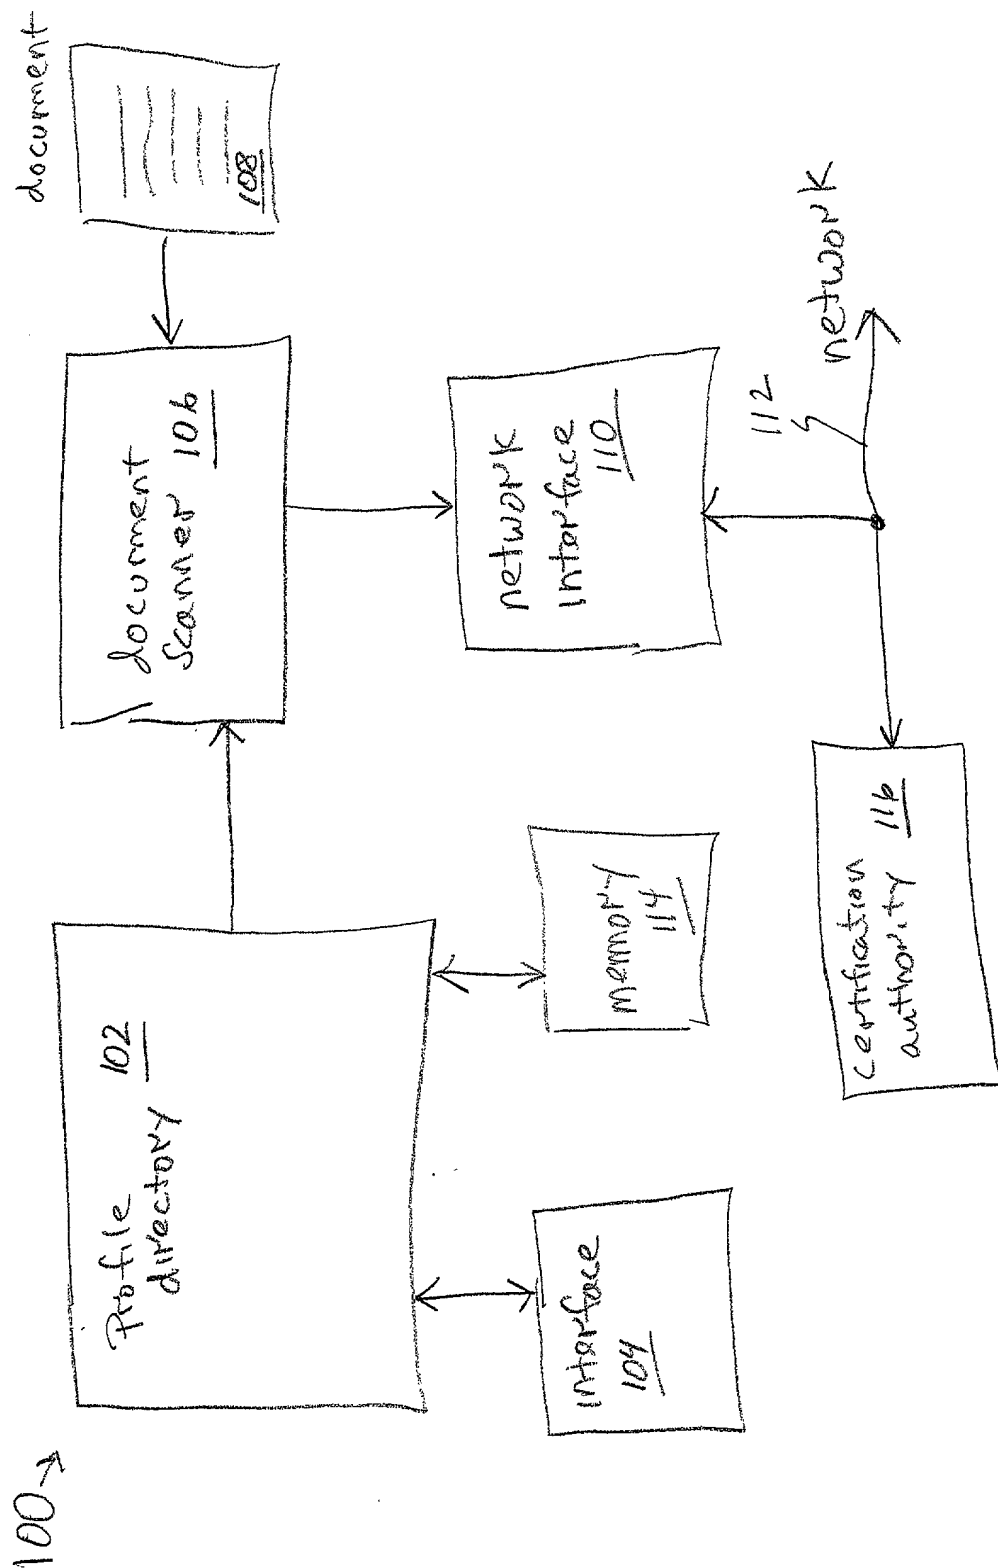 100
Profile
directory
102
document
scanner 106
document
108
interface
104
memory
114
network
interface
110
112
network
certification
authority 116